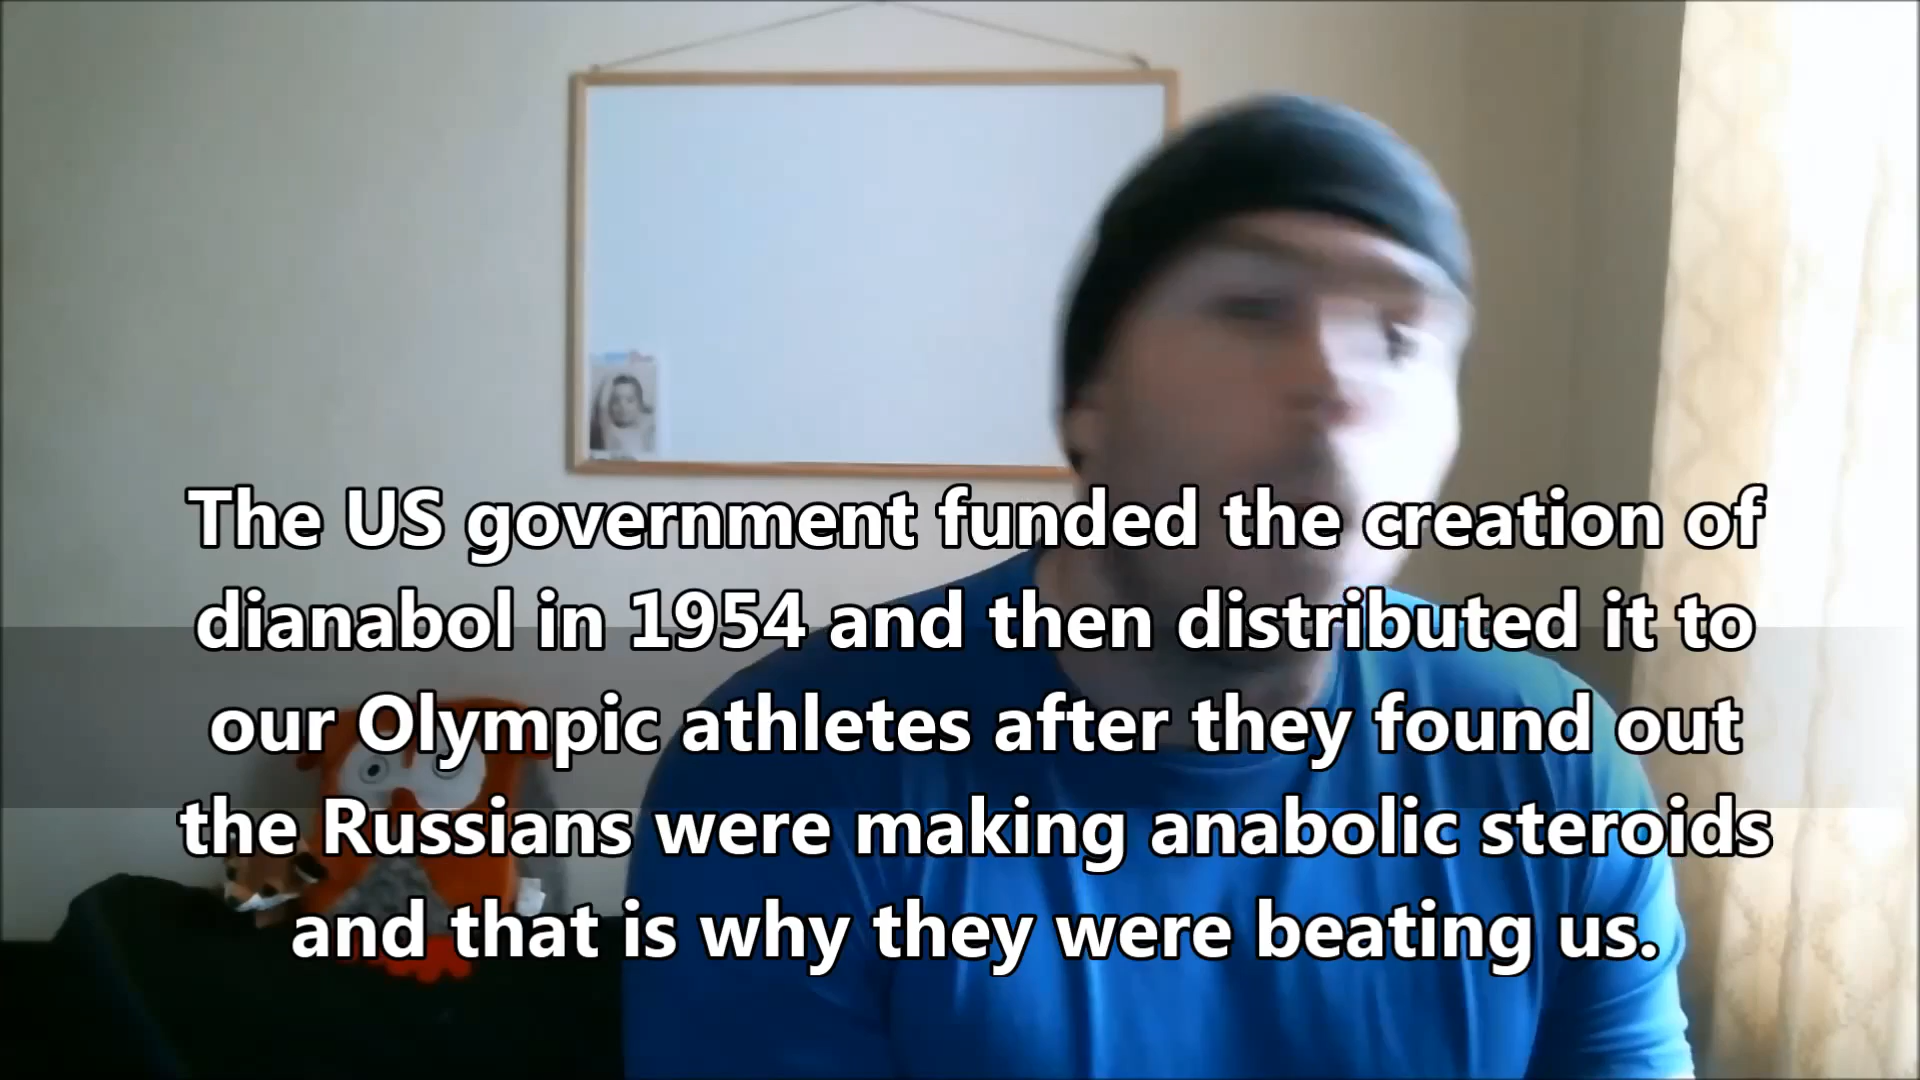 The US government funded the creation of
dianabol in 1954 and then distributed it to
our Olympic athletes after they found out
the Russians were making anabolic steroids
and that is why they were beating us.